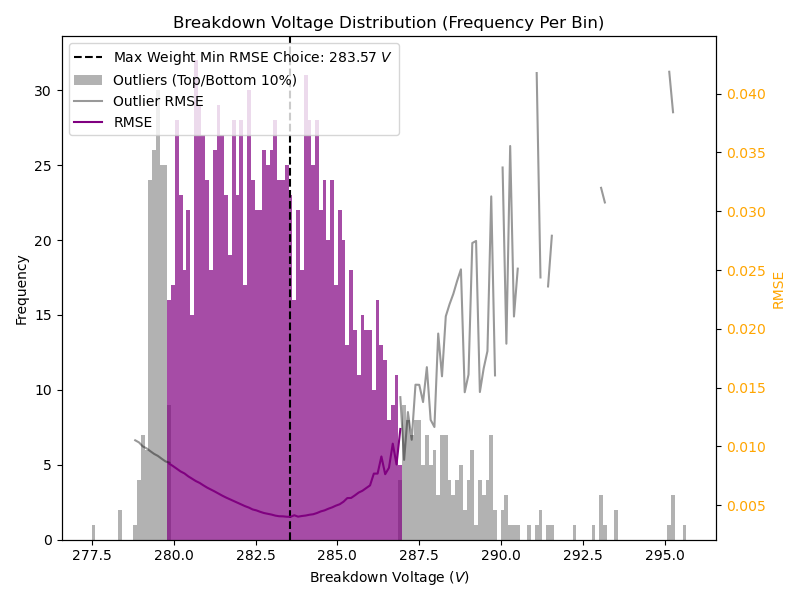 Breakdown Voltage Distribution (Frequency Per Bin)
Max Weight Min RMSE Choice: 283.57 V
Outliers (Top/Bottom 10%)
Outlier RMSE
RMSE
Frequency
30
25
20
15
10
5
0
0.040
0.035
0.030
0.025
0.020
0.015
0.010
0.005
RMSE
277.5 280.0 282.5 285.0 287.5 290.0 292.5 295.0
Breakdown Voltage (V)